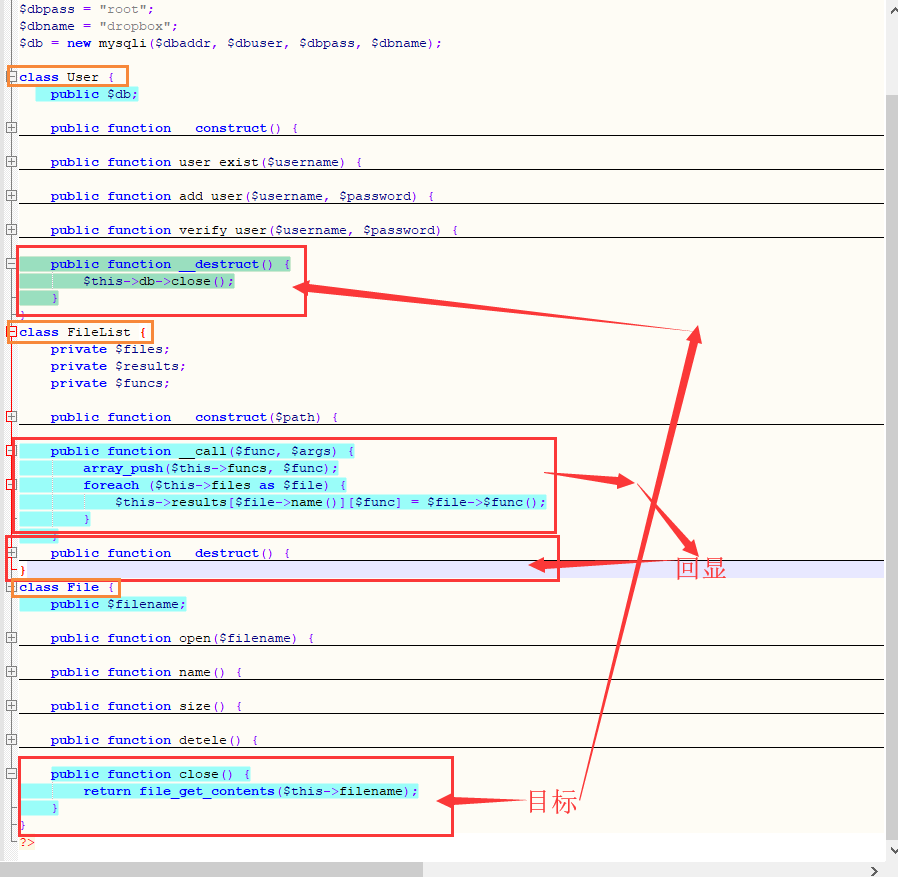 $dbpass = "root";
$dbname = "dropbox";
$db = new mysqli($dbaddr, $dbuser, $dbpass, $dbname);
class User {
public $db;
public function __construct() {
public function user_exist($username) {
public function add_user($username, $password) {
public function verify_user($username, $password) {
public function __destruct() {
$this->db->close();
}
}
class FileList {
private $files;
private $results;
private $funcs;
public function __construct($path) {
public function __call($func, $args) {
array_push($this->funcs, $func);
foreach ($this->files as $file) {
$this->results[$file->name()][$func] = $file->$func();
}
}
public function __destruct() {
回显
}
class File {
public $filename;
public function open($filename) {
public function name() {
public function size() {
public function detele() {
public function close() {
return file_get_contents($this->filename);
目标
}
}
?>